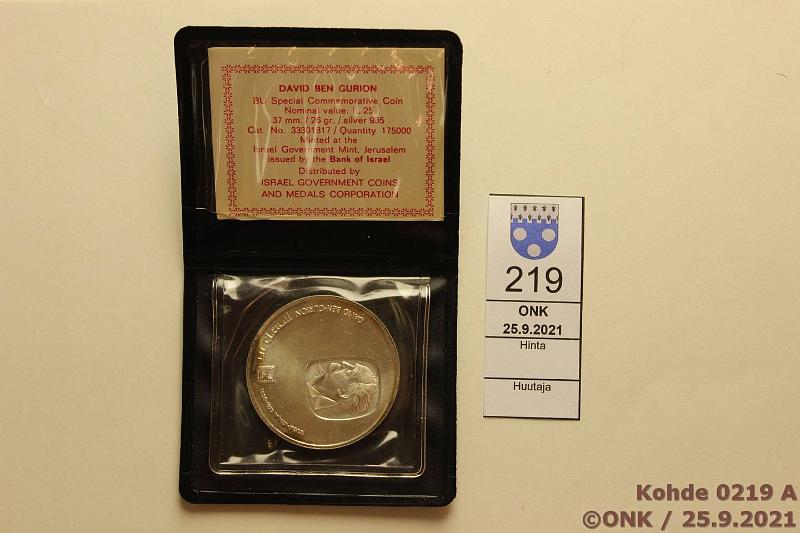 DAVID BEN GURION
BU Special Commemorative Coin
Nominal value: IL 25
37 mm. / 26 gr. / silver 935
Cat. No. 33301317 / Quantity 175000
Minted at the
Israel Government Mint, Jerusalem
issued by the Bank of Israel
Distributed by
ISRAEL GOVERNMENT COINS
AND MEDALS CORPORATION
DAVID BEN-GURION
219
ONK
25.9.2021
Hinta
Huutaja
Kohde 0219 A
©ONK / 25.9.2021